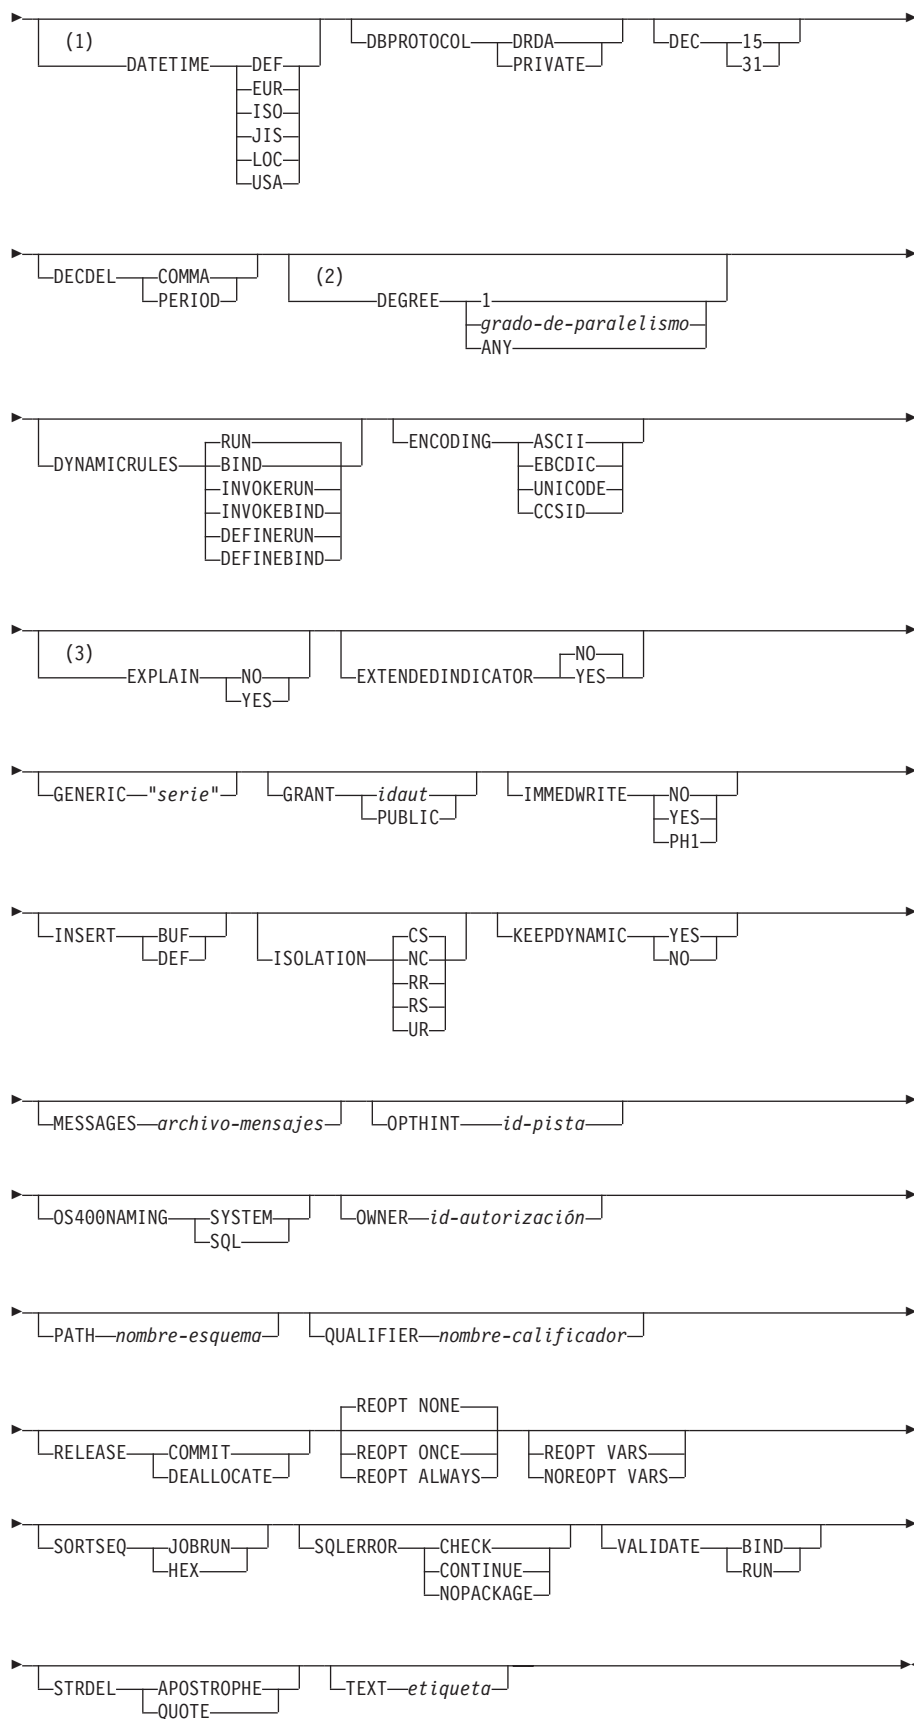 (1)
DATETIME DEF
EUR
ISO
JIS
LOC
USA
DBPROTOCOL DRDA
PRIVATE
DEC 15
31
DECDEL COMMA
PERIOD
(2)
DEGREE 1
grado-de-paralelismo
ANY
RUN
DYNAMICRULES BIND
INVOKERUN
INVOKEBIND
DEFINERUN
DEFINEBIND
ENCODING ASCII
EBCDIC
UNICODE
CCSID
(3)
EXPLAIN NO
YES
NO
EXTENDEDINDICATOR YES
GENERIC "serie"
GRANT idaut
PUBLIC
IMMEDWRITE NO
YES
PH1
INSERT BUF
DEF
CS
ISOLATION NC
RR
RS
UR
KEEPDYNAMIC YES
NO
MESSAGES archivo-mensajes
OPTHINT id-pista
OS400NAMING SYSTEM
SQL
OWNER id-autorización
PATH nombre-esquema
QUALIFIER nombre-calificador
RELEASE COMMIT
DEALLOCATE
REOPT NONE
REOPT ONCE
REOPT ALWAYS
REOPT VARS
NOREOPT VARS
SORTSEQ JOBRUN
HEX
SQLERROR CHECK
CONTINUE
NOPACKAGE
VALIDATE BIND
RUN
STRDEL APOSTROPHE
QUOTE
TEXT etiqueta